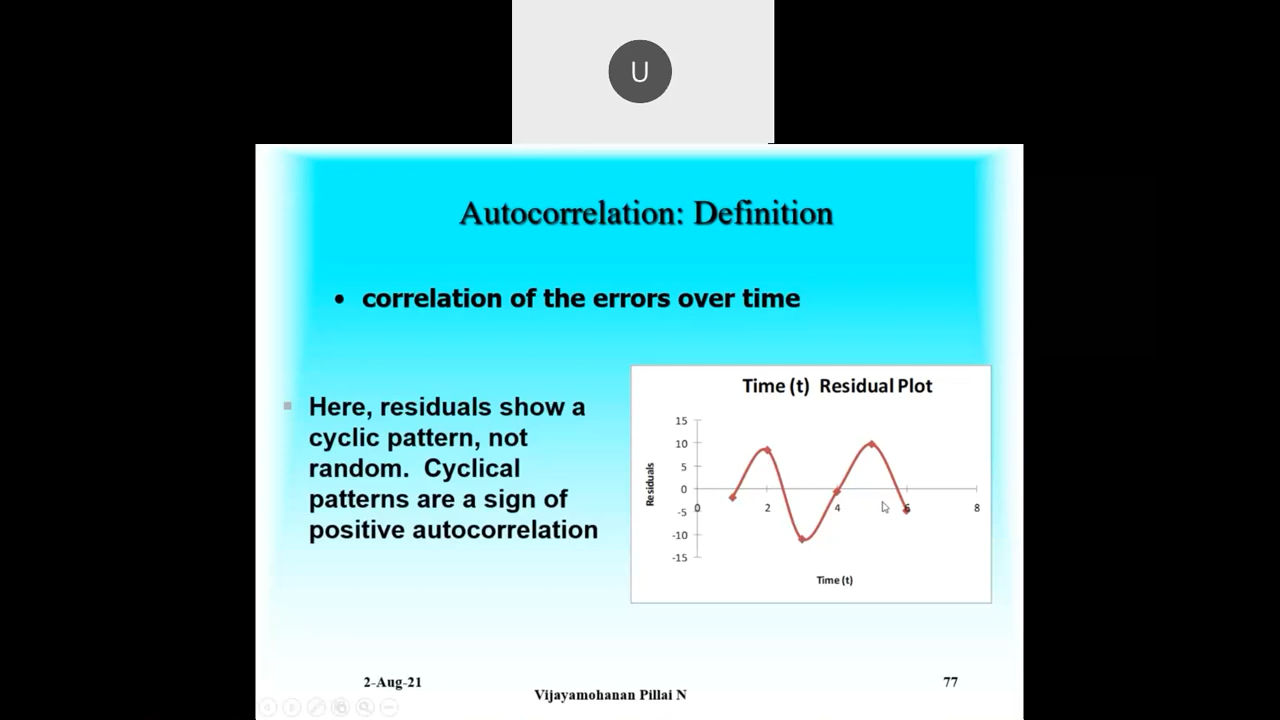 U
Autocorrelation: Definition
• correlation of the errors over time
Here, residuals show a
cyclic pattern, not
random. Cyclical
patterns are a sign of
positive autocorrelation
Time (t) Residual Plot
Residuals
15
10
5
0
-5
-10
-15
0 2 4 6 8
Time (t)
2-Aug-21
Vijayamohanan Pillai N
77